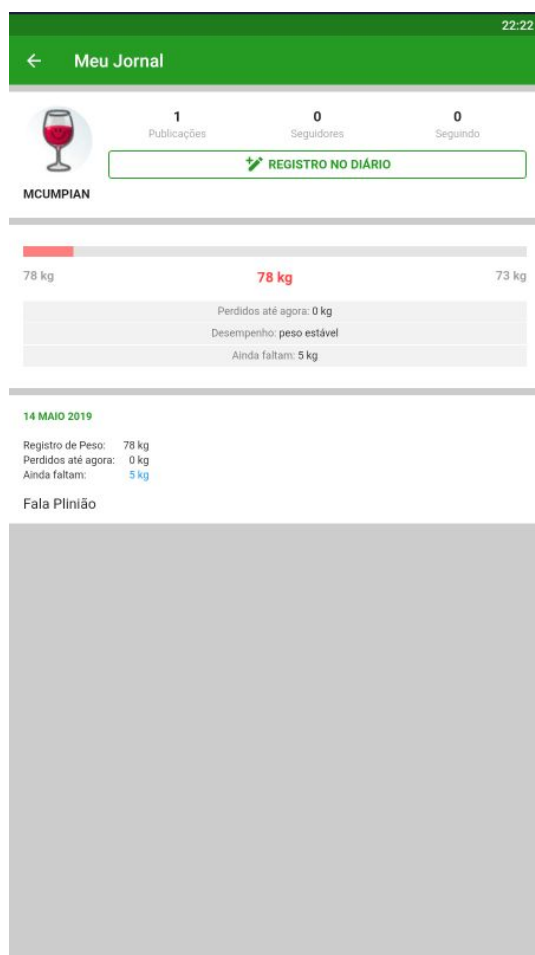 22:22
Meu Jornal
1 0 0
Publicações Seguidores Seguindo
REGISTRO NO DIÁRIO
MCUMPIAN
78 kg 78 kg 73 kg
Perdidos até agora: 0 kg
Desempenho: peso estável
Ainda faltam: 5 kg
14 MAIO 2019
Registro de Peso: 78 kg
Perdidos até agora: 0 kg
Ainda faltam: 5 kg
Fala Plinião